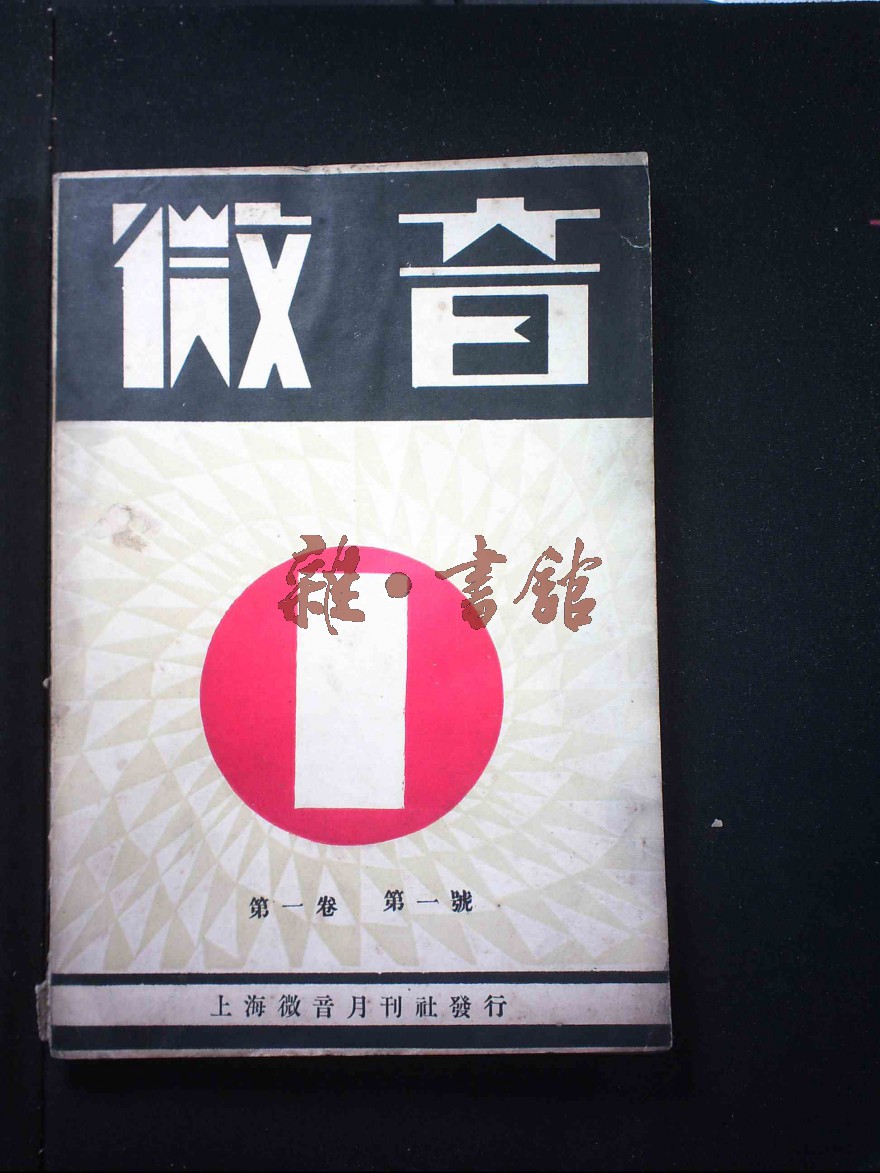 微音
雜·書館
1
第一卷 第一號
上海微音月刊社發行